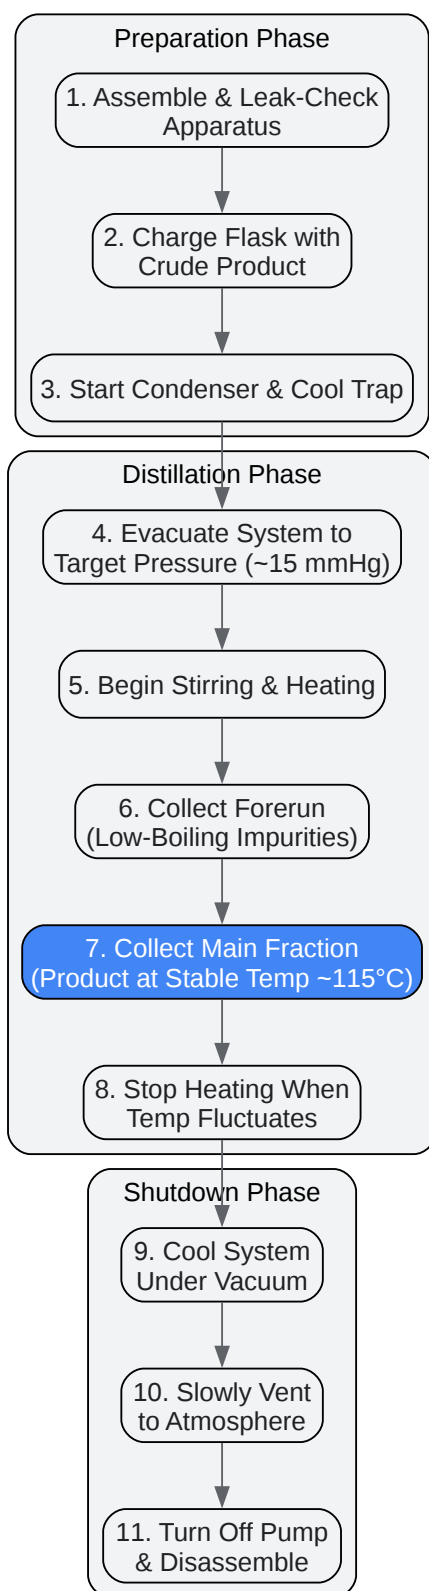 Preparation Phase
1. Assemble & Leak-Check
Apparatus
2. Charge Flask with
Crude Product
3. Start Condenser & Cool Trap
Distillation Phase
4. Evacuate System to
Target Pressure (~15 mmHg)
5. Begin Stirring & Heating
6. Collect Forerun
(Low-Boiling Impurities)
7. Collect Main Fraction
(Product at Stable Temp ~115°C)
8. Stop Heating When
Temp Fluctuates
Shutdown Phase
9. Cool System
Under Vacuum
10. Slowly Vent
to Atmosphere
11. Turn Off Pump
& Disassemble